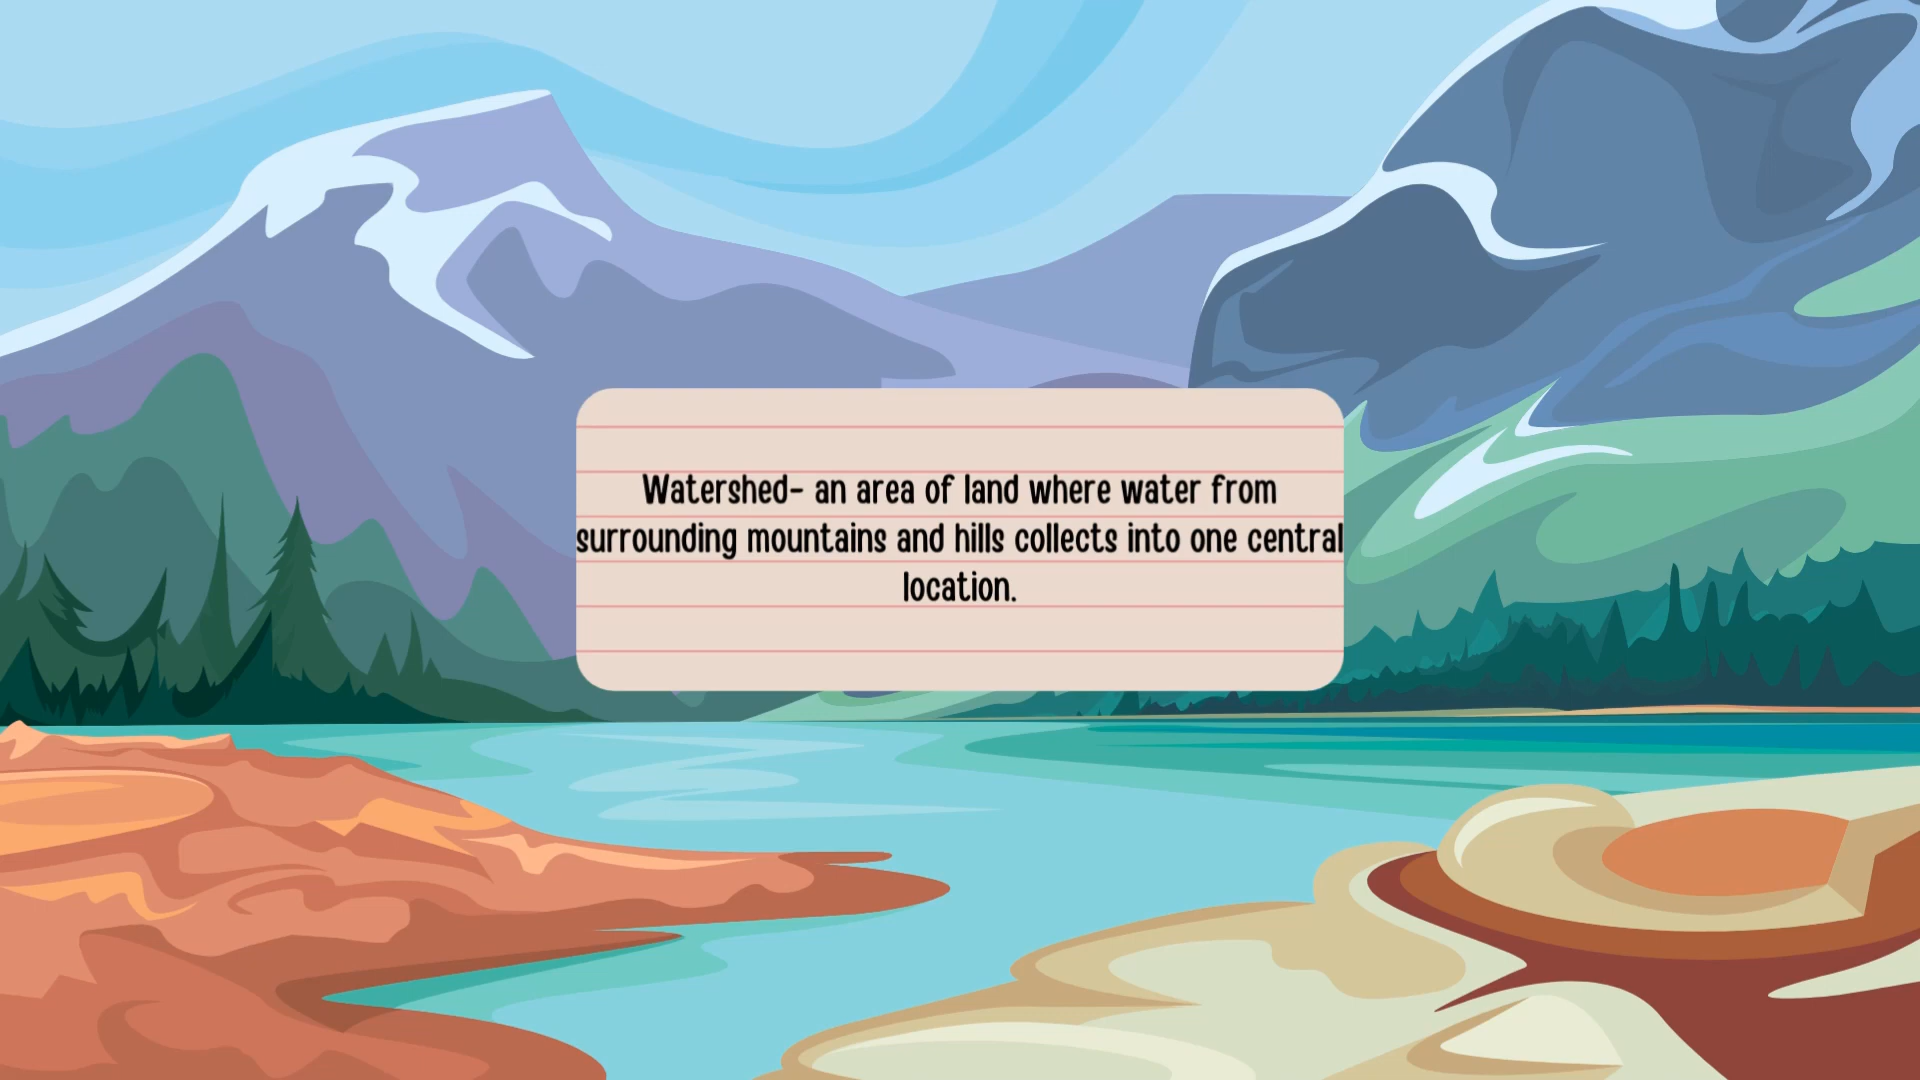 Watershed- an area of land where water from
surrounding mountains and hills collects into one central
location.